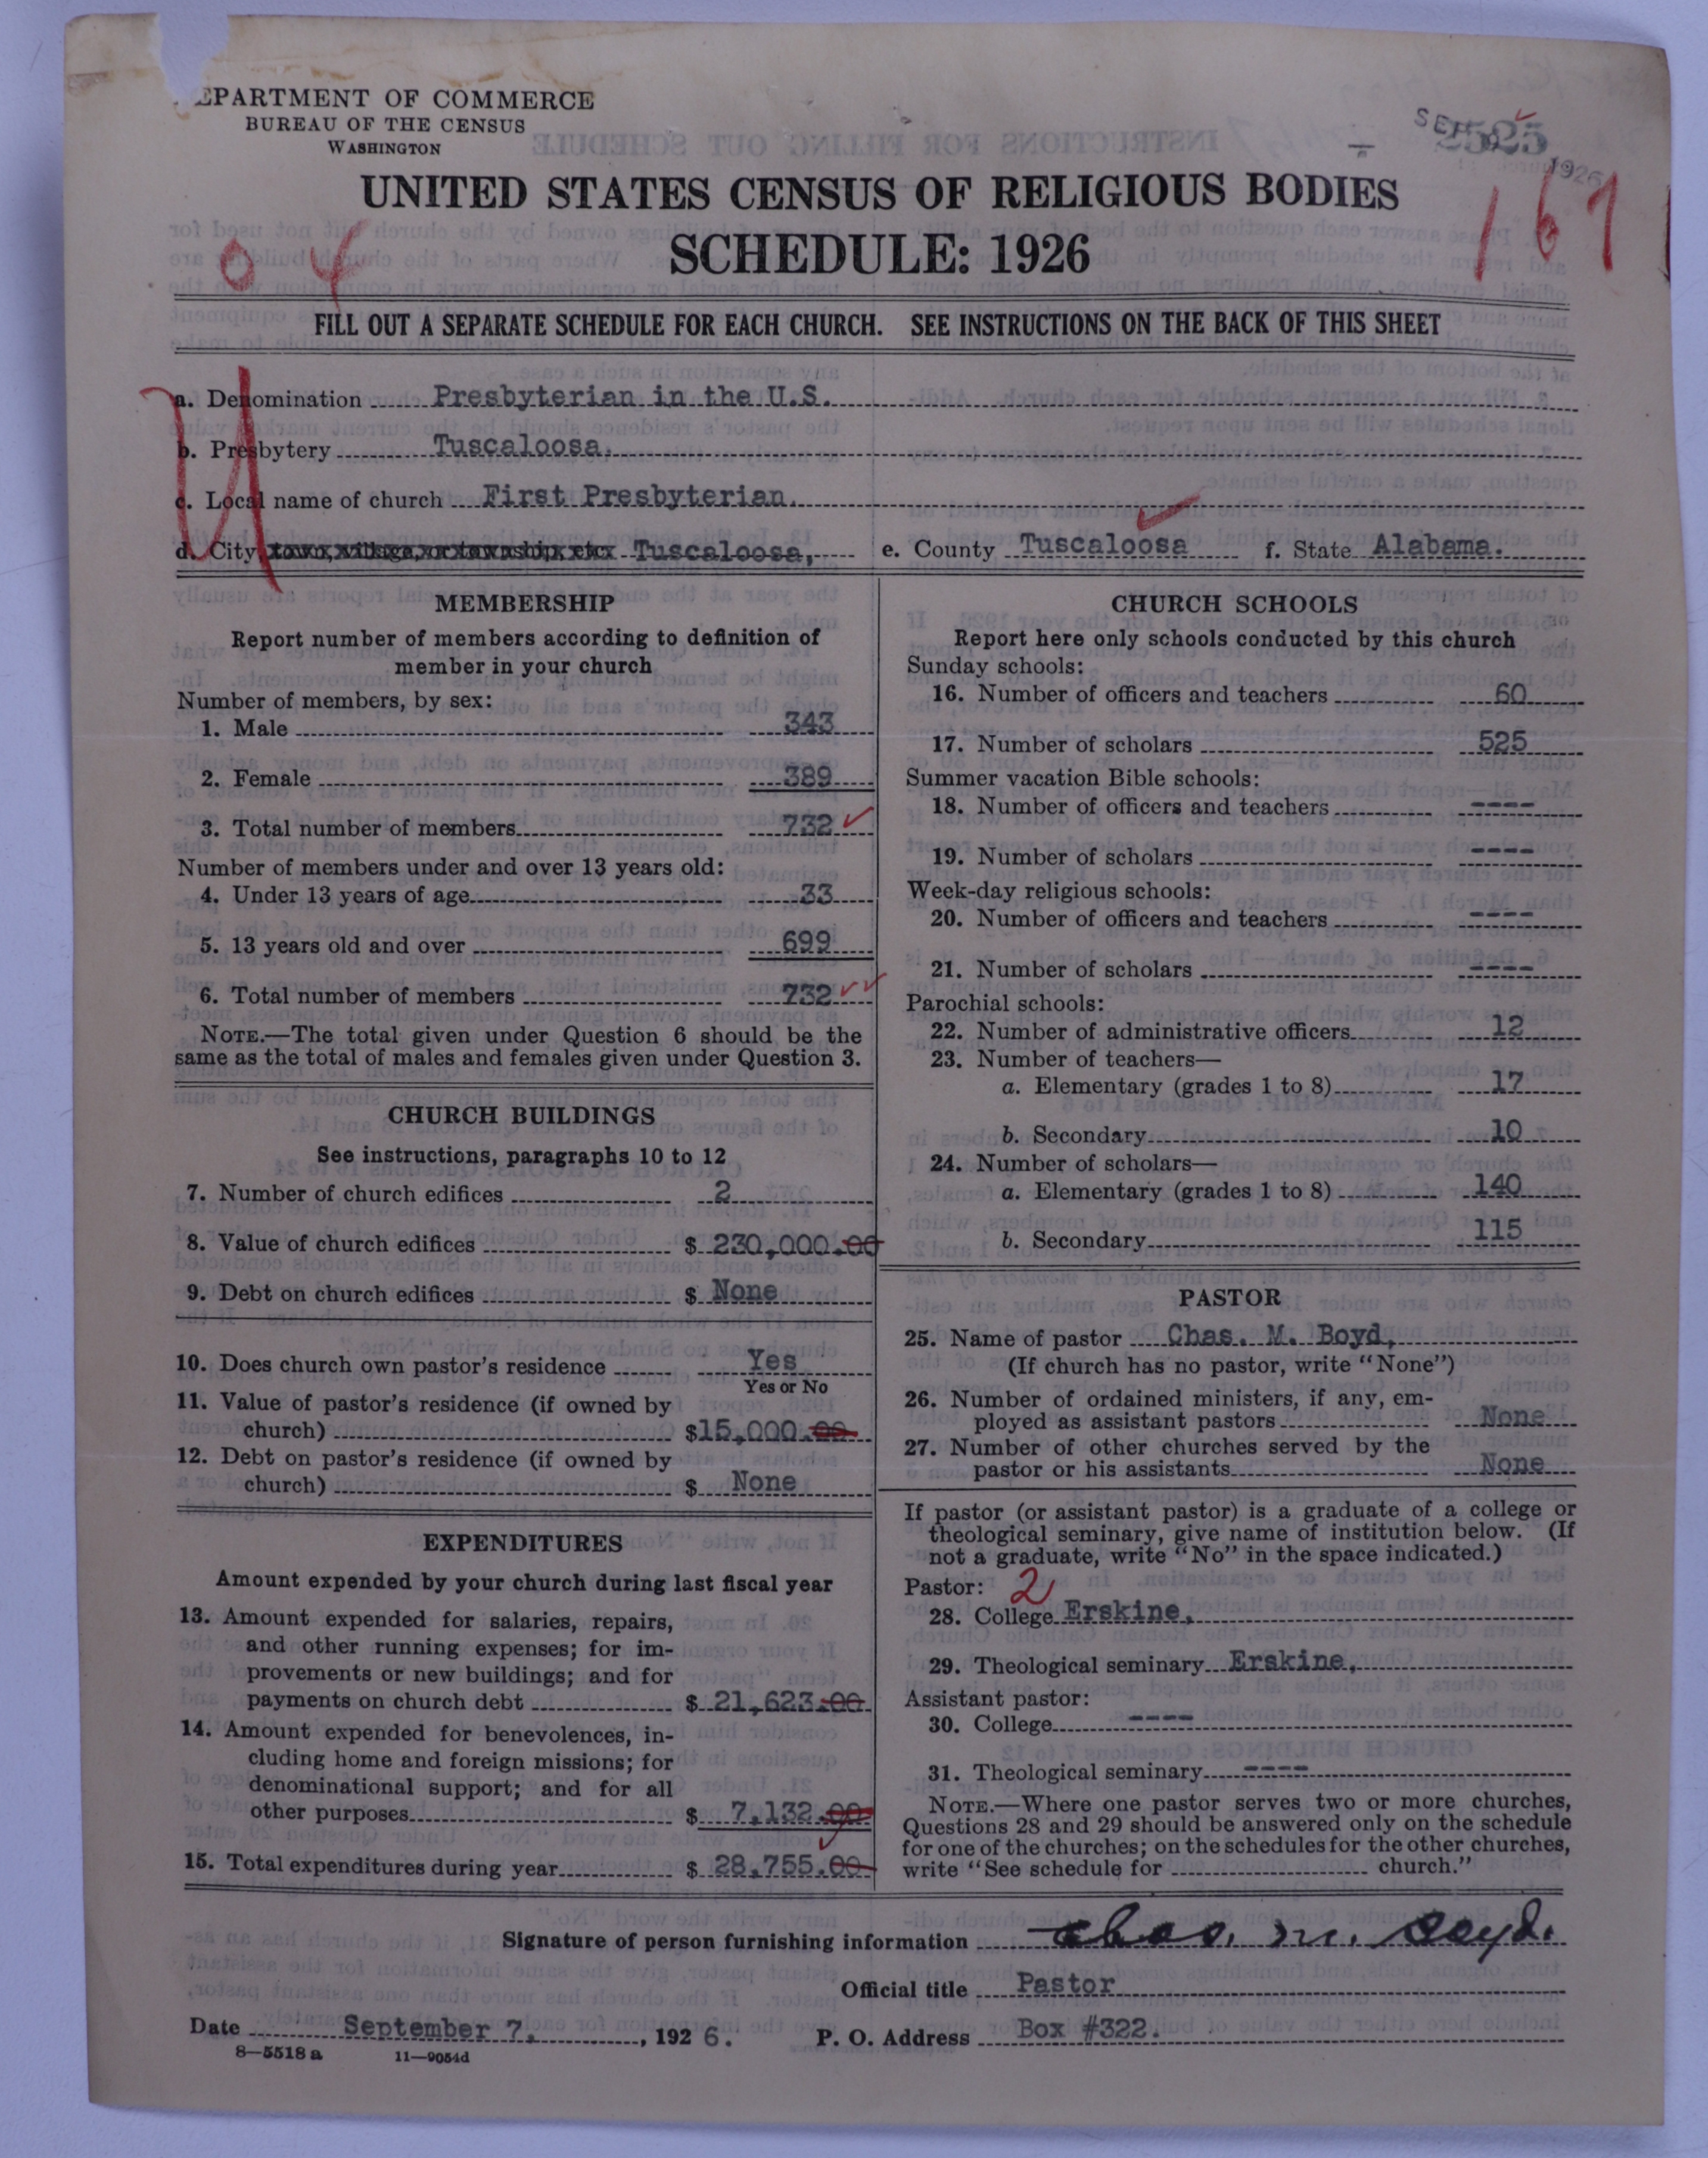 EPARTMENT OF COMMERCE
BUREAU OF THE CENSUS
WASHINGTON
SEP
2525
1926
UNITED STATES CENSUS OF RELIGIOUS BODIES
SCHEDULE: 1926
0 4
167
FILL OUT A SEPARATE SCHEDULE FOR EACH CHURCH. SEE INSTRUCTIONS ON THE BACK OF THIS SHEET
U
a. Denomination Presbyterian in the U.S.
b. Presbytery Tuscaloosa.
c. Local name of church First Presbyterian.
d. City town, village, or township, etc. Tuscaloosa, e. County Tuscaloosa f. State Alabama.
MEMBERSHIP
Report number of members according to definition of
member in your church
Number of members, by sex:
1. Male 343
2. Female 389
3. Total number of members 732
Number of members under and over 13 years old:
4. Under 13 years of age 33
5. 13 years old and over 699
6. Total number of members 732
NOTE.—The total given under Question 6 should be the
same as the total of males and females given under Question 3.
CHURCH BUILDINGS
See instructions, paragraphs 10 to 12
7. Number of church edifices 2
8. Value of church edifices $ 230,000.00
9. Debt on church edifices $ None
10. Does church own pastor's residence Yes
Yes or No
11. Value of pastor's residence (if owned by
church) $15,000.00
12. Debt on pastor's residence (if owned by
church) $ None
EXPENDITURES
Amount expended by your church during last fiscal year
13. Amount expended for salaries, repairs,
and other running expenses; for im-
provements or new buildings; and for
payments on church debt $ 21,623.00
14. Amount expended for benevolences, in-
cluding home and foreign missions; for
denominational support; and for all
other purposes $ 7,132.00
15. Total expenditures during year $ 28,755.00
CHURCH SCHOOLS
Report here only schools conducted by this church
Sunday schools:
16. Number of officers and teachers 60
17. Number of scholars 525
Summer vacation Bible schools:
18. Number of officers and teachers ----
19. Number of scholars ----
Week-day religious schools:
20. Number of officers and teachers ----
21. Number of scholars ----
Parochial schools:
22. Number of administrative officers 12
23. Number of teachers—
a. Elementary (grades 1 to 8) 17
b. Secondary 10
24. Number of scholars—
a. Elementary (grades 1 to 8) 140
b. Secondary 115
PASTOR
25. Name of pastor Chas. M. Boyd,
(If church has no pastor, write "None")
26. Number of ordained ministers, if any, em-
ployed as assistant pastors None
27. Number of other churches served by the
pastor or his assistants None
If pastor (or assistant pastor) is a graduate of a college or
theological seminary, give name of institution below. (If
not a graduate, write "No" in the space indicated.)
Pastor: 2
28. College Erskine,
29. Theological seminary Erskine,
Assistant pastor:
30. College ----
31. Theological seminary ----
NOTE.—Where one pastor serves two or more churches,
Questions 28 and 29 should be answered only on the schedule
for one of the churches; on the schedules for the other churches,
write "See schedule for church."
Signature of person furnishing information Chas. M. Boyd.
Official title Pastor
Date September 7, , 1926. P. O. Address Box #322.
8—5518 a 11—9054d